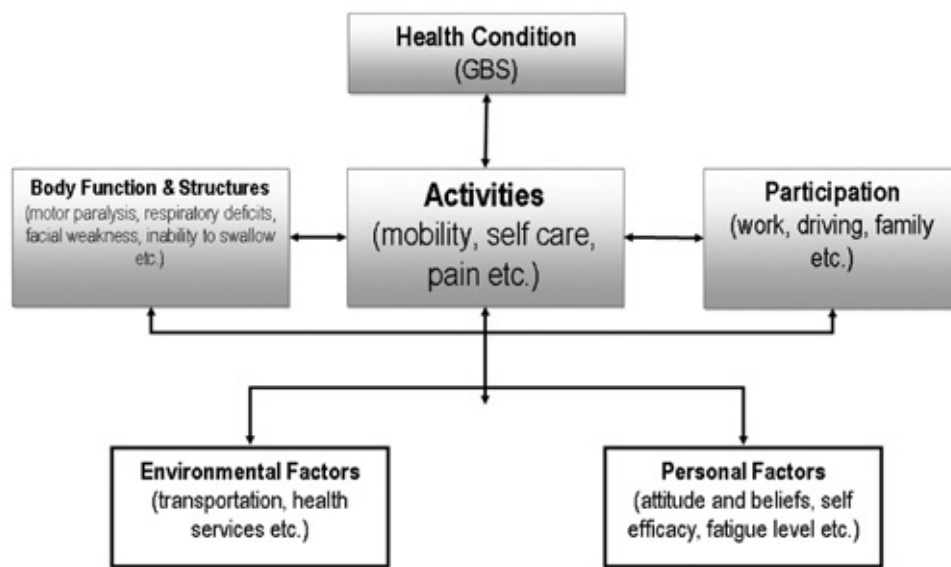 Health Condition
(GBS)
Body Function & Structures
(motor paralysis, respiratory deficits,
facial weakness, inability to swallow
etc.)
Activities
(mobility, self care,
pain etc.)
Participation
(work, driving, family
etc.)
Environmental Factors
(transportation, health
services etc.)
Personal Factors
(attitude and beliefs, self
efficacy, fatigue level etc.)